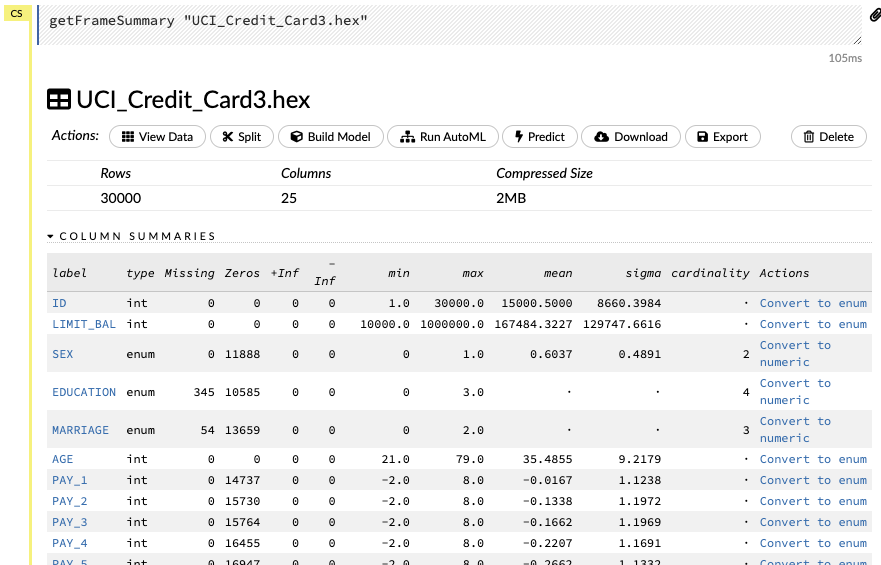 CS
getFrameSummary "UCI_Credit_Card3.hex"
105ms
UCI_Credit_Card3.hex
Actions: View Data Split Build Model Run AutoML Predict Download Export Delete
Rows Columns Compressed Size
30000 25 2MB
COLUMN SUMMARIES
label type Missing Zeros +Inf -Inf min max mean sigma cardinality Actions
ID int 0 0 0 0 1.0 30000.0 15000.5000 8660.3984 · Convert to enum
LIMIT_BAL int 0 0 0 0 10000.0 1000000.0 167484.3227 129747.6616 · Convert to enum
SEX enum 0 11888 0 0 0 1.0 0.6037 0.4891 2 Convert to numeric
EDUCATION enum 345 10585 0 0 0 3.0 · · 4 Convert to numeric
MARRIAGE enum 54 13659 0 0 0 2.0 · · 3 Convert to numeric
AGE int 0 0 0 0 21.0 79.0 35.4855 9.2179 · Convert to enum
PAY_1 int 0 14737 0 0 -2.0 8.0 -0.0167 1.1238 · Convert to enum
PAY_2 int 0 15730 0 0 -2.0 8.0 -0.1338 1.1972 · Convert to enum
PAY_3 int 0 15764 0 0 -2.0 8.0 -0.1662 1.1969 · Convert to enum
PAY_4 int 0 16455 0 0 -2.0 8.0 -0.2207 1.1691 · Convert to enum
PAY_5 int 0 16947 0 0 -2.0 8.0 -0.2662 1.1332 · Convert to enum